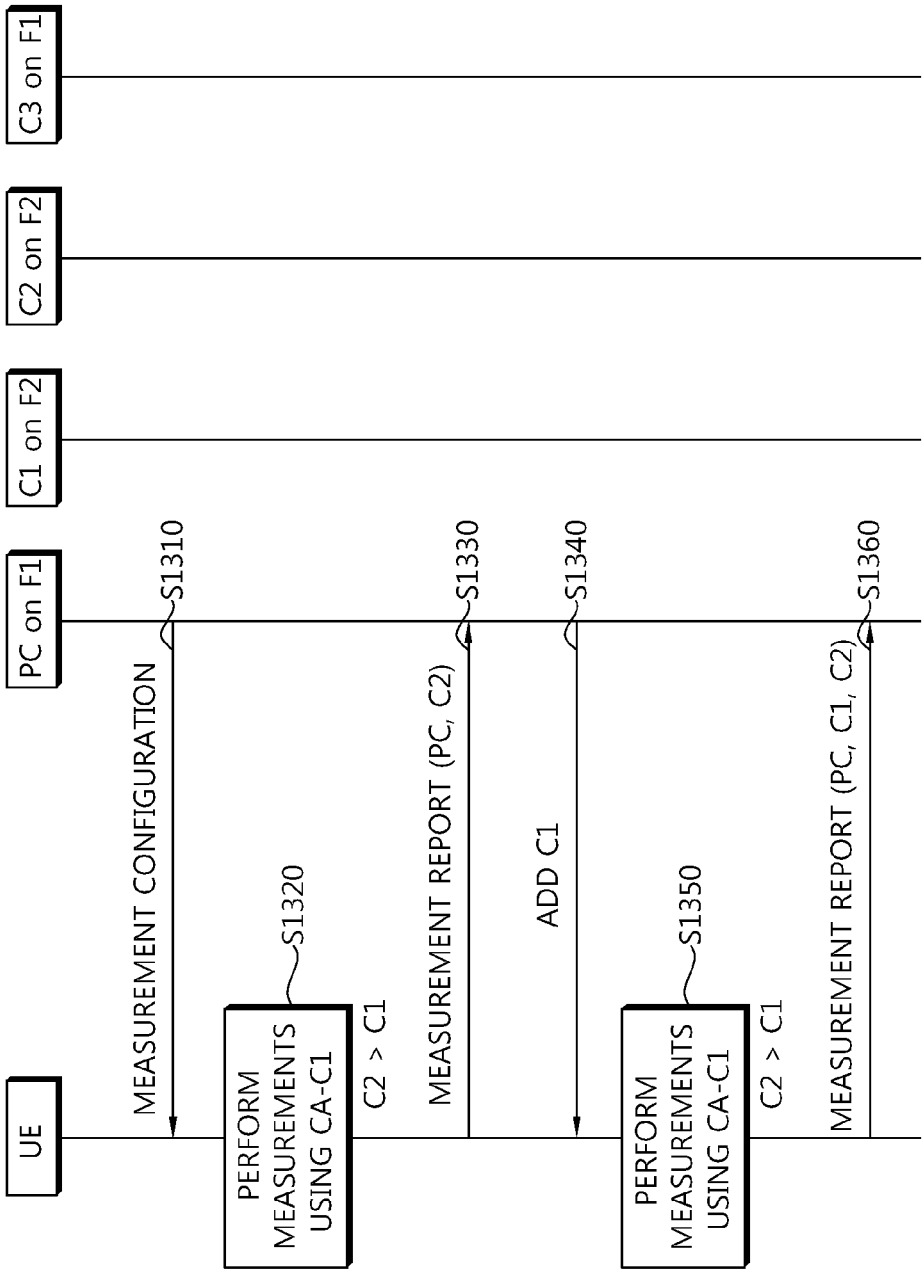 UE
PC on F1
C1 on F2
C2 on F2
C3 on F1
MEASUREMENT CONFIGURATION
S1310
PERFORM
MEASUREMENTS
USING CA-C1
S1320
C2 > C1
MEASUREMENT REPORT (PC, C2)
S1330
ADD C1
S1340
PERFORM
MEASUREMENTS
USING CA-C1
S1350
C2 > C1
MEASUREMENT REPORT (PC, C1, C2)
S1360